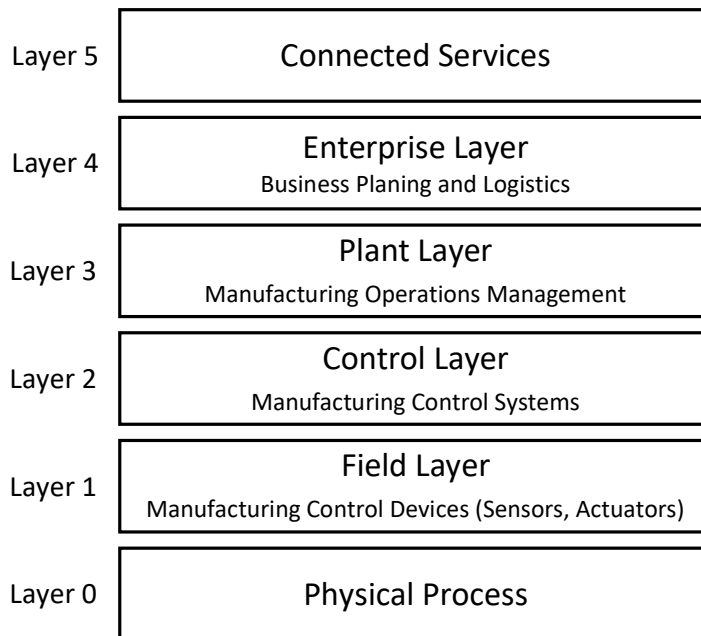 Layer 5
Connected Services
Layer 4
Enterprise Layer
Business Planing and Logistics
Layer 3
Plant Layer
Manufacturing Operations Management
Layer 2
Control Layer
Manufacturing Control Systems
Layer 1
Field Layer
Manufacturing Control Devices (Sensors, Actuators)
Layer 0
Physical Process